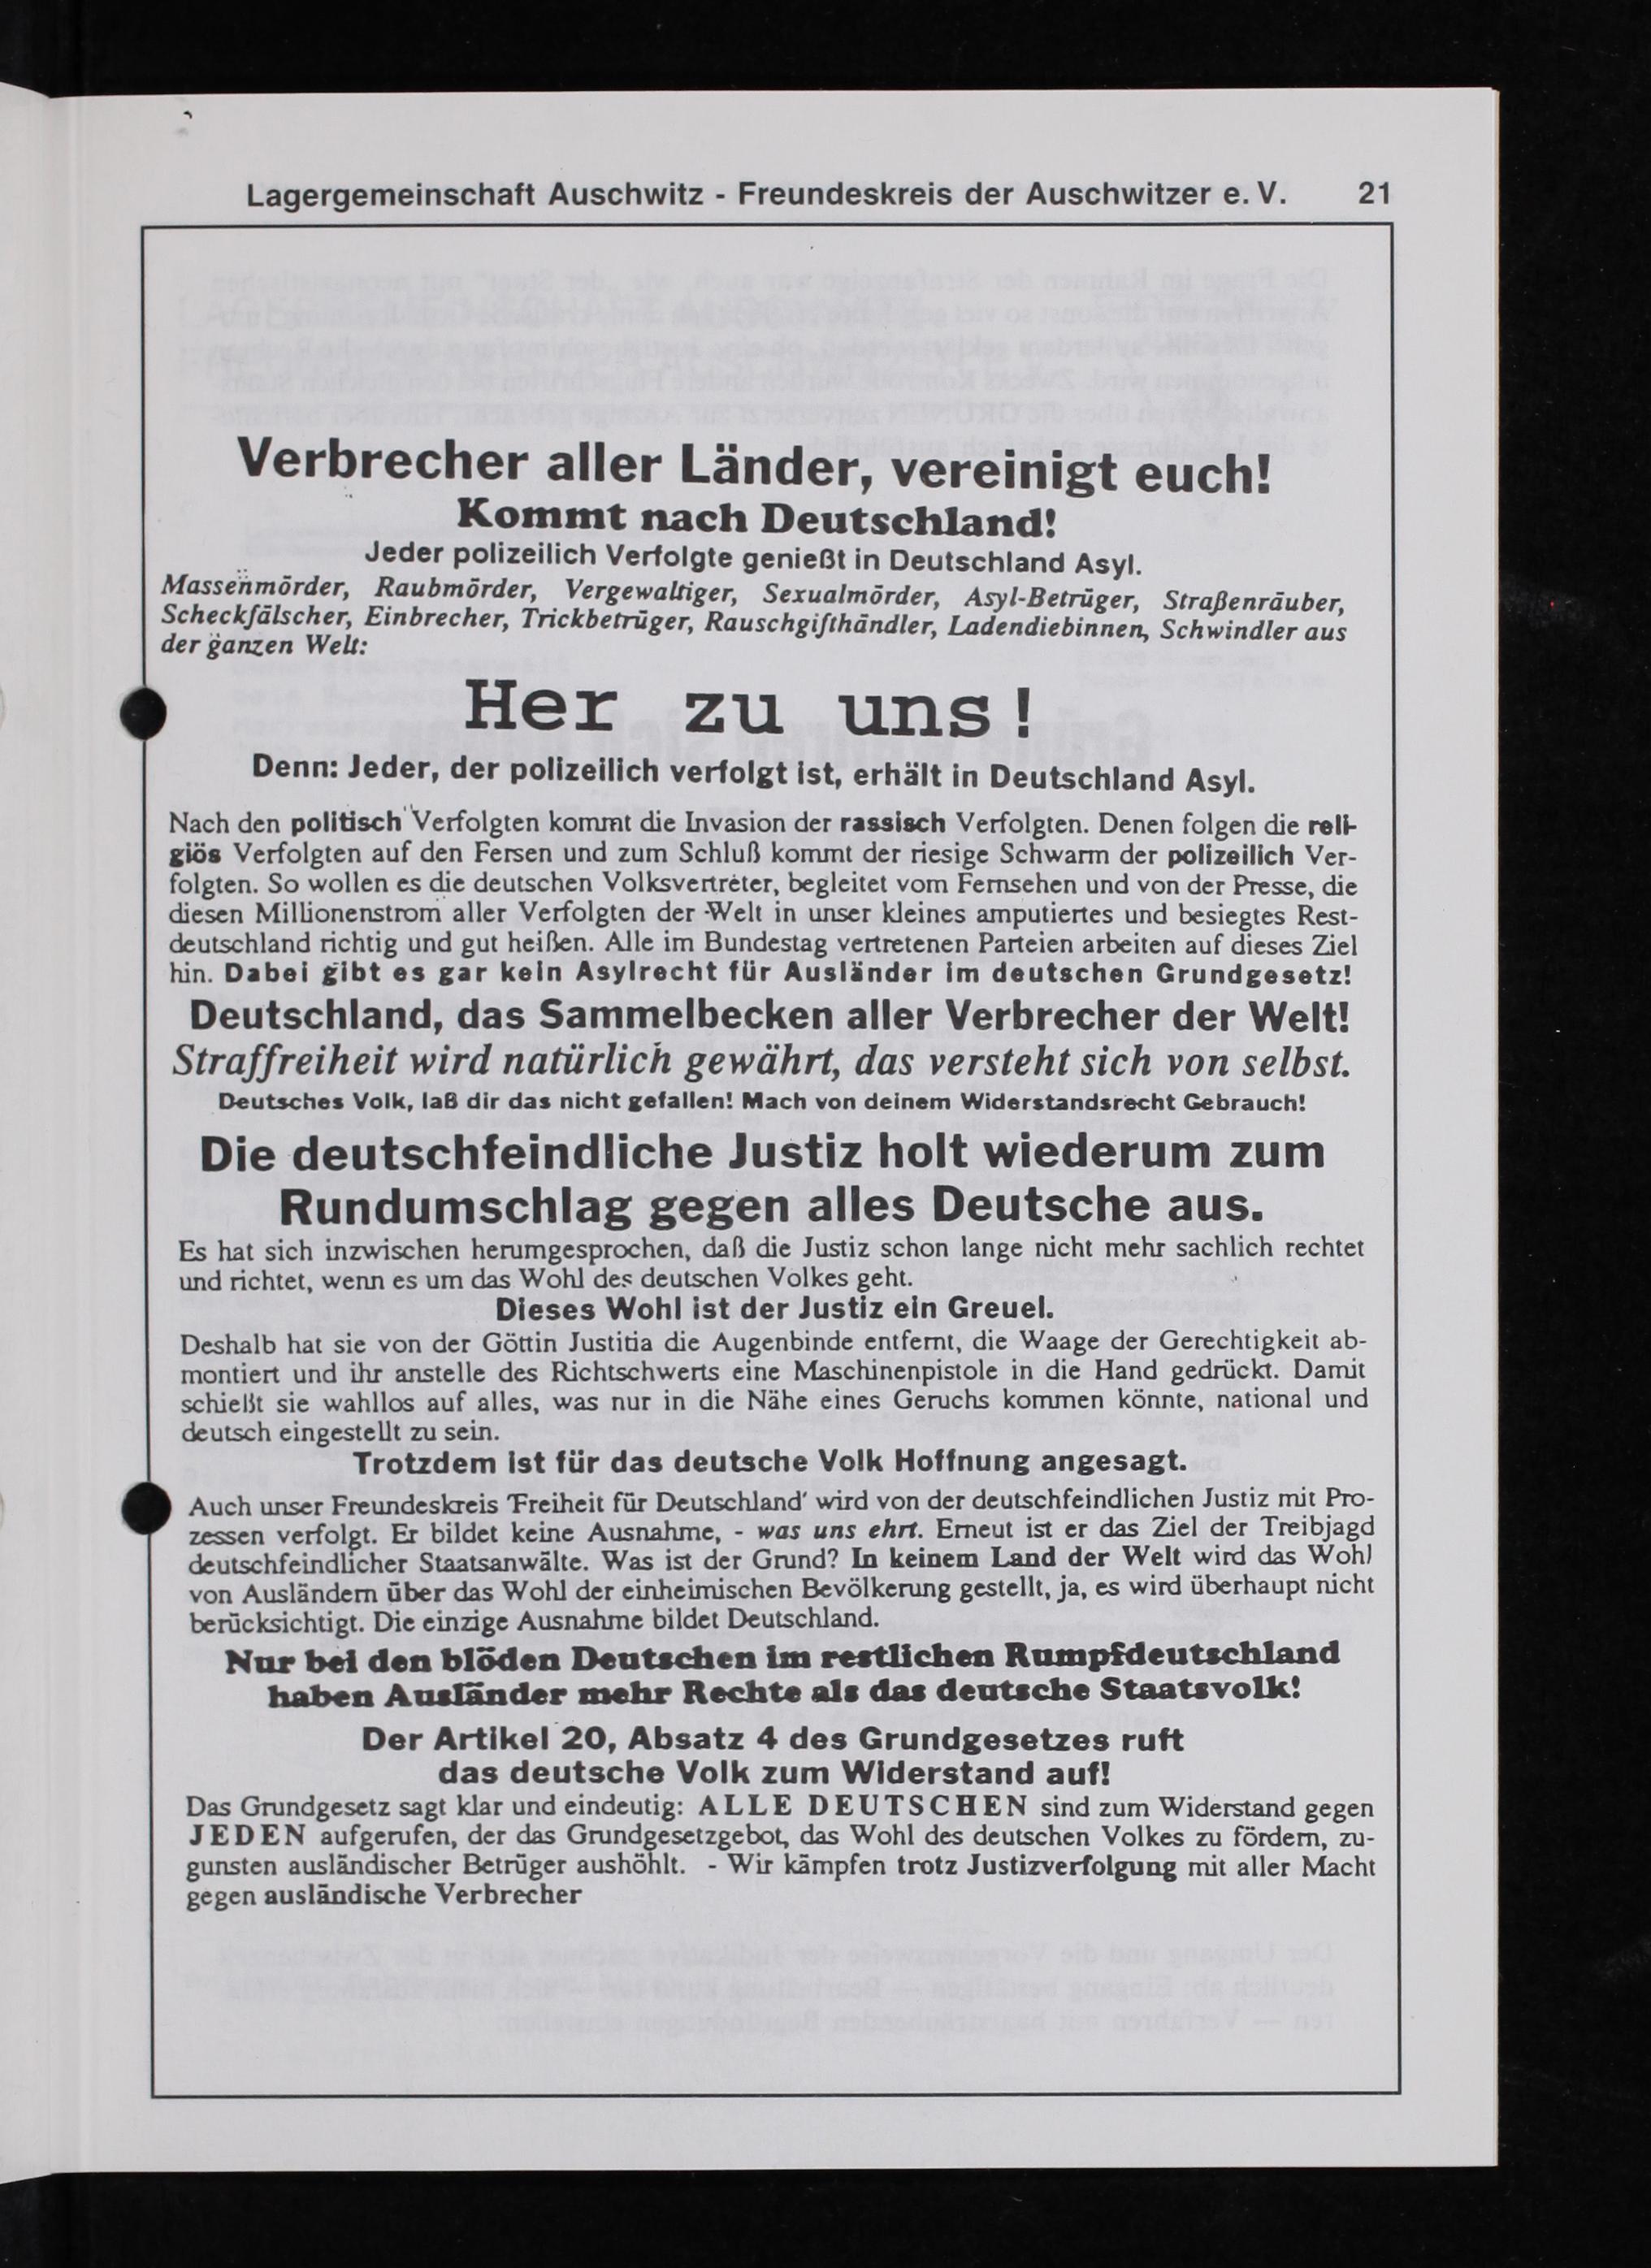 Lagergemeinschaft Auschwitz - Freundeskreis der Auschwitzer e. V. 21
Verbrecher aller Länder, vereinigt euch!
Kommt nach Deutschland!
Jeder polizeilich Verfolgte genießt in Deutschland Asyl.
Massenmörder, Raubmörder, Vergewaltiger, Sexualmörder, Asyl-Betrüger, Straßenräuber,
Scheckfälscher, Einbrecher, Trickbetrüger, Rauschgifthändler, Ladendiebinnen, Schwindler aus
der ganzen Welt:
Her zu uns!
Denn: Jeder, der polizeilich verfolgt ist, erhält in Deutschland Asyl.
Nach den politisch Verfolgten kommt die Invasion der rassisch Verfolgten. Denen folgen die reli-
giös Verfolgten auf den Fersen und zum Schluß kommt der riesige Schwarm der polizeilich Ver-
folgten. So wollen es die deutschen Volksvertreter, begleitet vom Fernsehen und von der Presse, die
diesen Millionenstrom aller Verfolgten der Welt in unser kleines amputiertes und besiegtes Rest-
deutschland richtig und gut heißen. Alle im Bundestag vertretenen Parteien arbeiten auf dieses Ziel
hin. Dabei gibt es gar kein Asylrecht für Ausländer im deutschen Grundgesetz!
Deutschland, das Sammelbecken aller Verbrecher der Welt!
Straffreiheit wird natürlich gewährt, das versteht sich von selbst.
Deutsches Volk, laß dir das nicht gefallen! Mach von deinem Widerstandsrecht Gebrauch!
Die deutschfeindliche Justiz holt wiederum zum
Rundumschlag gegen alles Deutsche aus.
Es hat sich inzwischen herumgesprochen, daß die Justiz schon lange nicht mehr sachlich rechtet
und richtet, wenn es um das Wohl des deutschen Volkes geht.
Dieses Wohl ist der Justiz ein Greuel.
Deshalb hat sie von der Göttin Justitia die Augenbinde entfernt, die Waage der Gerechtigkeit ab-
montiert und ihr anstelle des Richtschwerts eine Maschinenpistole in die Hand gedrückt. Damit
schießt sie wahllos auf alles, was nur in die Nähe eines Geruchs kommen könnte, national und
deutsch eingestellt zu sein.
Trotzdem ist für das deutsche Volk Hoffnung angesagt.
Auch unser Freundeskreis 'Freiheit für Deutschland' wird von der deutschfeindlichen Justiz mit Pro-
zessen verfolgt. Er bildet keine Ausnahme, - was uns ehrt. Erneut ist er das Ziel der Treibjagd
deutschfeindlicher Staatsanwälte. Was ist der Grund? In keinem Land der Welt wird das Wohl
von Ausländern über das Wohl der einheimischen Bevölkerung gestellt, ja, es wird überhaupt nicht
berücksichtigt. Die einzige Ausnahme bildet Deutschland.
Nur bei den blöden Deutschen im restlichen Rumpfdeutschland
haben Ausländer mehr Rechte als das deutsche Staatsvolk!
Der Artikel 20, Absatz 4 des Grundgesetzes ruft
das deutsche Volk zum Widerstand auf!
Das Grundgesetz sagt klar und eindeutig: ALLE DEUTSCHEN sind zum Widerstand gegen
JEDEN aufgerufen, der das Grundgesetzgebot, das Wohl des deutschen Volkes zu fördern, zu-
gunsten ausländischer Betrüger aushöhlt. - Wir kämpfen trotz Justizverfolgung mit aller Macht
gegen ausländische Verbrecher